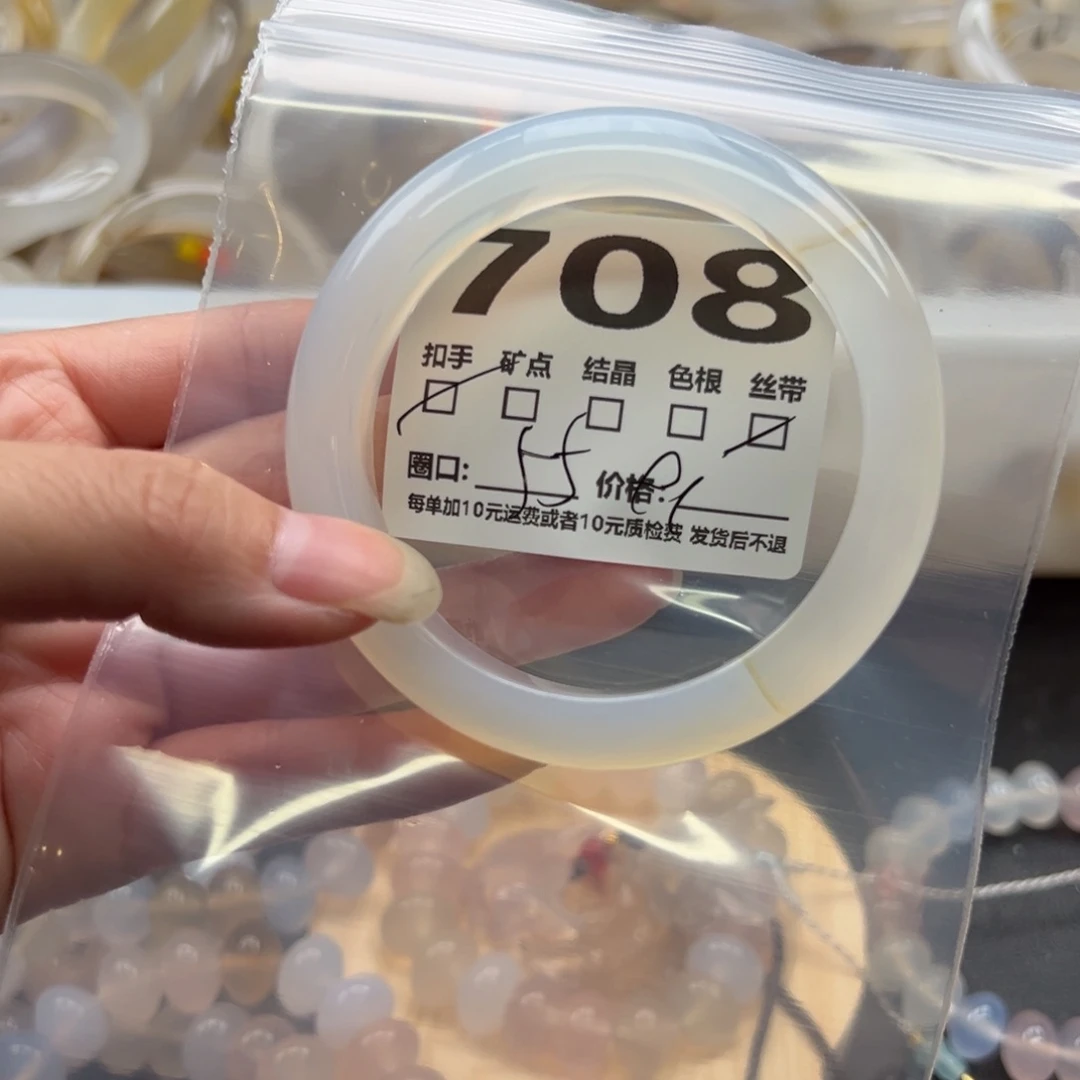 708
扣手 矿点 结晶 色根 丝带
圈口: 价格:
每单加10元运费或者10元质检费 发货后不退